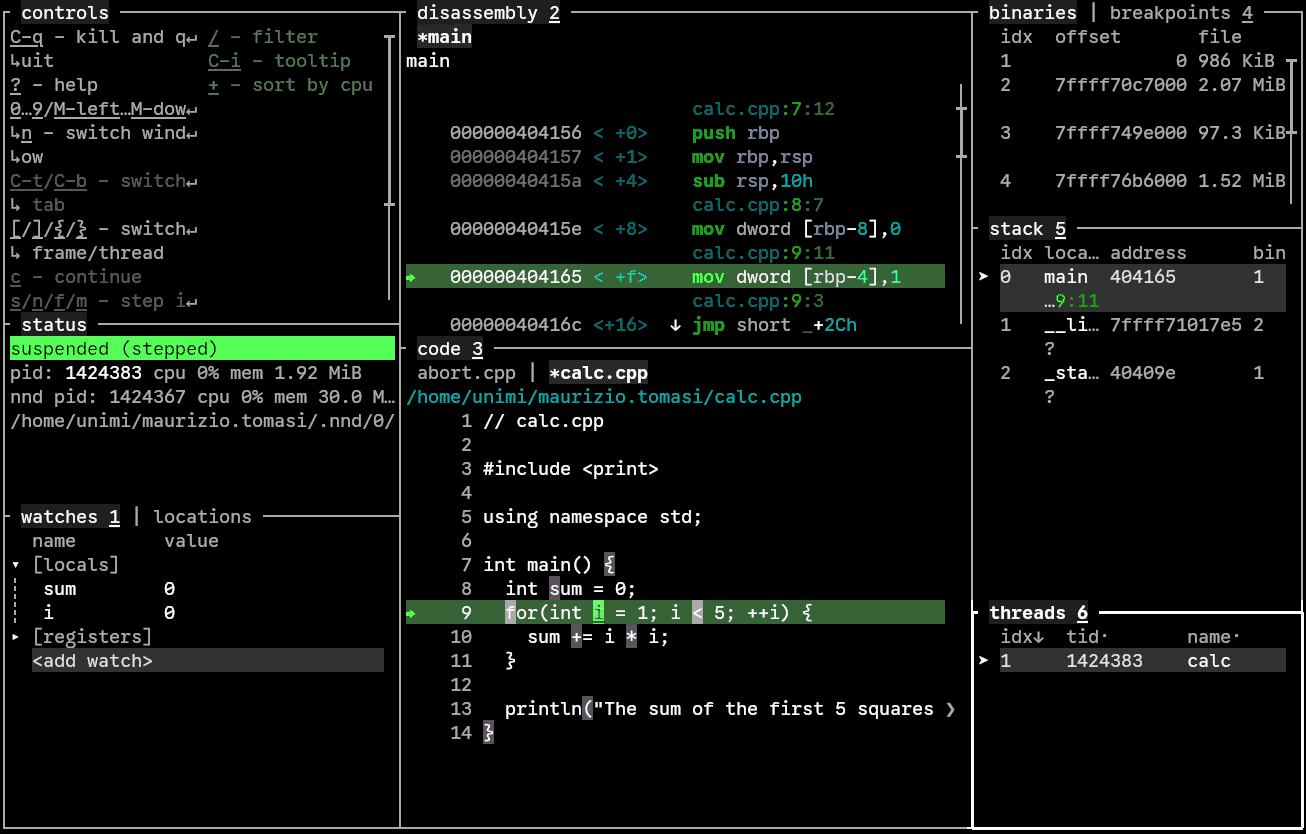 controls
C-q - kill and q↵ / - filter
↳uit C-i - tooltip
? - help + - sort by cpu
0…9/M-left…M-dow↵
↳n - switch wind↵
↳ow
C-t/C-b - switch↵
↳ tab
[/]/{/} - switch↵
↳ frame/thread
c - continue
s/n/f/m - step i↵
status
suspended (stepped)
pid: 1424383 cpu 0% mem 1.92 MiB
nnd pid: 1424367 cpu 0% mem 30.0 M…
/home/unimi/maurizio.tomasi/.nnd/0/
watches 1 | locations
name value
▾ [locals]
sum 0
i 0
▸ [registers]
<add watch>
disassembly 2
*main
main
calc.cpp:7:12
000000404156 < +0> push rbp
000000404157 < +1> mov rbp,rsp
00000040415a < +4> sub rsp,10h
calc.cpp:8:7
00000040415e < +8> mov dword [rbp-8],0
calc.cpp:9:11
000000404165 < +f> mov dword [rbp-4],1
calc.cpp:9:3
00000040416c <+16> ↓ jmp short _+2Ch
code 3
abort.cpp | *calc.cpp
/home/unimi/maurizio.tomasi/calc.cpp
1 // calc.cpp
2
3 #include <print>
4
5 using namespace std;
6
7 int main() {
8 int sum = 0;
9 for(int i = 1; i < 5; ++i) {
10 sum += i * i;
11 }
12
13 println("The sum of the first 5 squares ❯
14 }
binaries | breakpoints 4
idx offset file
1 0 986 KiB
2 7ffff70c7000 2.07 MiB
3 7ffff749e000 97.3 KiB
4 7ffff76b6000 1.52 MiB
stack 5
idx loca… address bin
➤ 0 main 404165 1
…9:11
1 __li… 7ffff71017e5 2
?
2 _sta… 40409e 1
?
threads 6
idx↓ tid· name·
➤ 1 1424383 calc